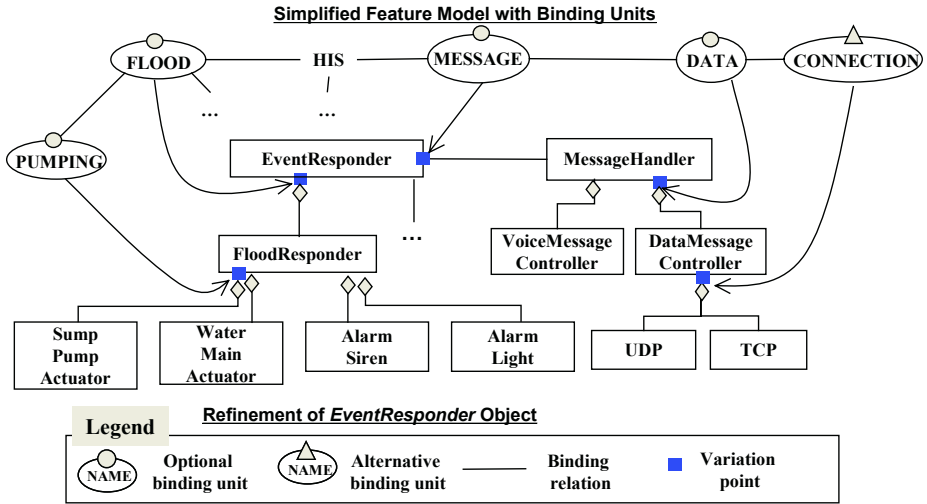 Simplified Feature Model with Binding Units
FLOOD
HIS
MESSAGE
DATA
CONNECTION
...
...
PUMPING
EventResponder
MessageHandler
...
FloodResponder
VoiceMessage
Controller
DataMessage
Controller
Sump
Pump
Actuator
Water
Main
Actuator
Alarm
Siren
Alarm
Light
UDP
TCP
Refinement of EventResponder Object
Legend
NAME
Optional
binding unit
NAME
Alternative
binding unit
Binding
relation
Variation
point